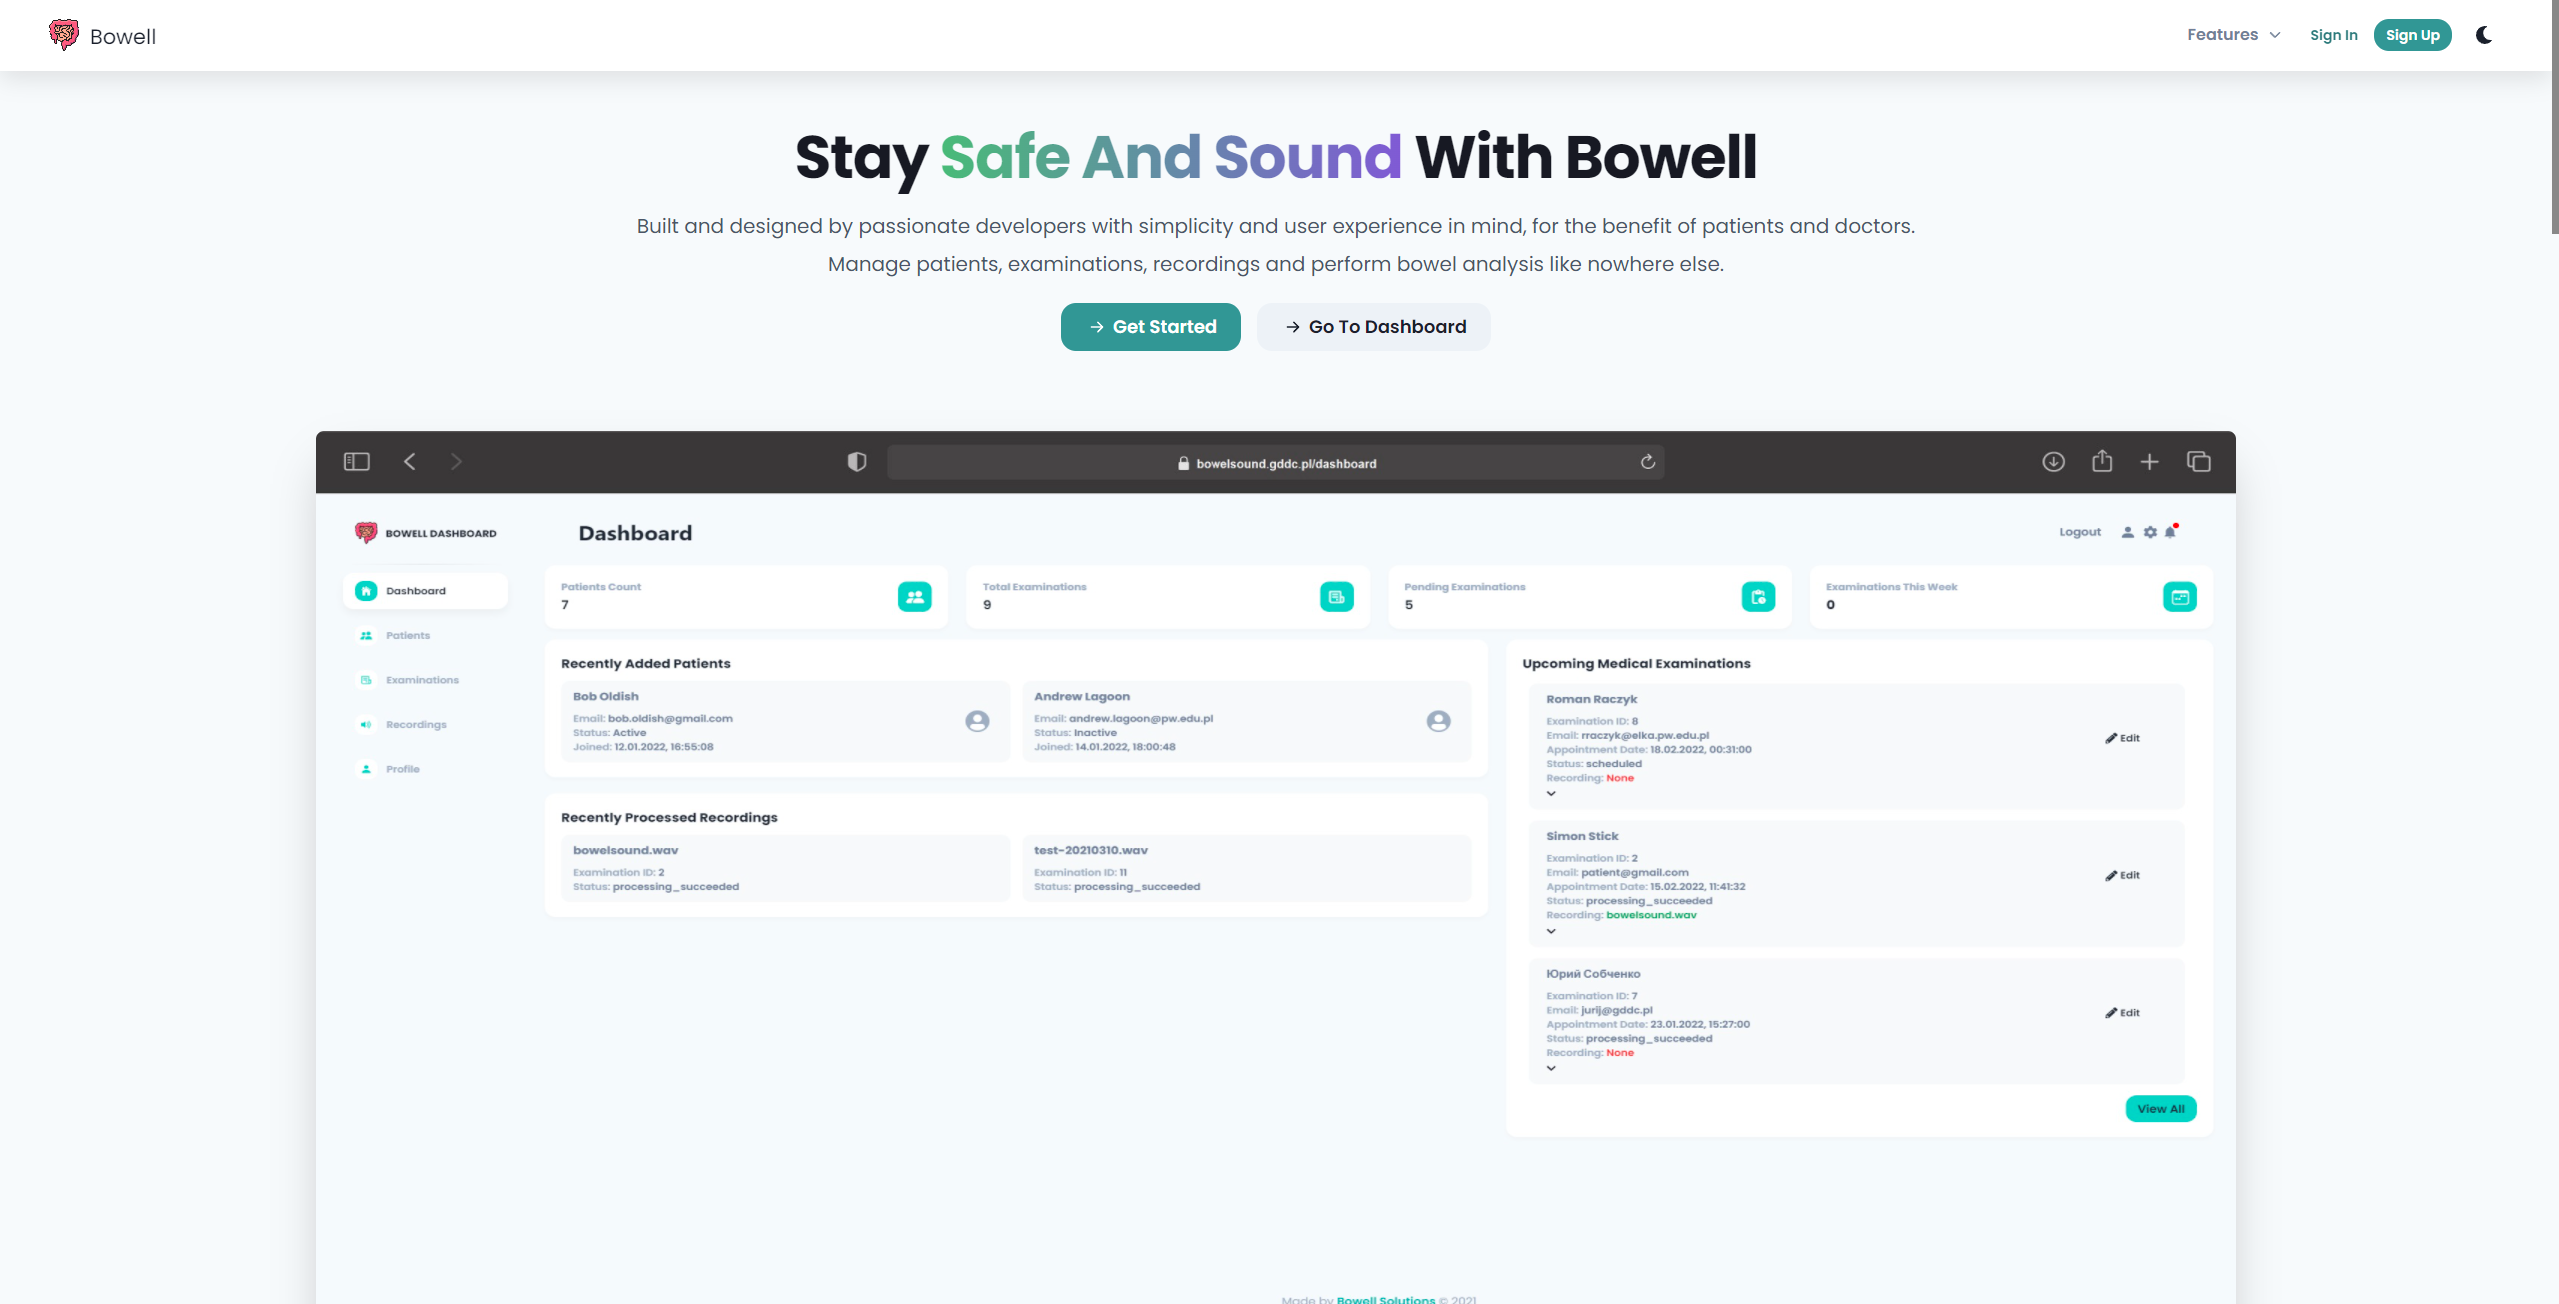 Bowell
Features
Sign In
Sign Up
Stay Safe And Sound With Bowell
Built and designed by passionate developers with simplicity and user experience in mind, for the benefit of patients and doctors.
Manage patients, examinations, recordings and perform bowel analysis like nowhere else.
Get Started
Go To Dashboard
bowelsound.gddc.pl/dashboard
BOWELL DASHBOARD
Dashboard
Patients
Examinations
Recordings
Profile
Dashboard
Logout
Patients Count
7
Total Examinations
9
Pending Examinations
5
Examinations This Week
0
Recently Added Patients
Bob Oldish
Email: bob.oldish@gmail.com
Status: Active
Joined: 12.01.2022, 16:55:08
Andrew Lagoon
Email: andrew.lagoon@pw.edu.pl
Status: Inactive
Joined: 14.01.2022, 18:00:48
Recently Processed Recordings
bowelsound.wav
Examination ID: 2
Status: processing_succeeded
test-20210310.wav
Examination ID: 11
Status: processing_succeeded
Upcoming Medical Examinations
Roman Raczyk
Examination ID: 8
Email: rraczyk@elka.pw.edu.pl
Appointment Date: 18.02.2022, 00:31:00
Status: scheduled
Recording: None
Edit
Simon Stick
Examination ID: 2
Email: patient@gmail.com
Appointment Date: 15.02.2022, 11:41:32
Status: processing_succeeded
Recording: bowelsound.wav
Edit
Юрий Собченко
Examination ID: 7
Email: jurij@gddc.pl
Appointment Date: 23.01.2022, 15:27:00
Status: processing_succeeded
Recording: None
Edit
View All
Made by Bowell Solutions © 2021